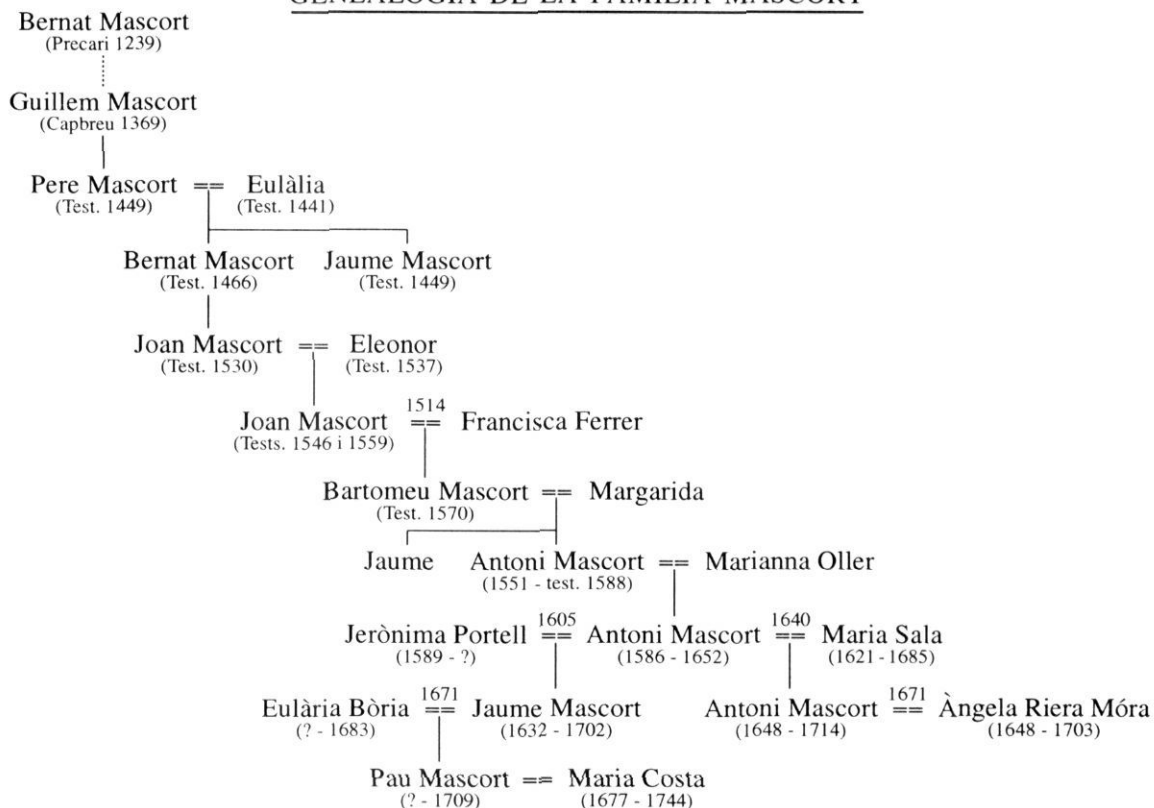 GENEALOGIA DE LA FAMÍLIA MASCORT
Bernat Mascort
(Precari 1239)
Guillem Mascort
(Capbreu 1369)
Pere Mascort == Eulàlia
(Test. 1449) (Test. 1441)
Bernat Mascort Jaume Mascort
(Test. 1466) (Test. 1449)
Joan Mascort == Eleonor
(Test. 1530) (Test. 1537)
1514
Joan Mascort == Francisca Ferrer
(Tests. 1546 i 1559)
Bartomeu Mascort == Margarida
(Test. 1570)
Jaume Antoni Mascort == Marianna Oller
(1551 - test. 1588)
1605 1640
Jerònima Portell == Antoni Mascort == Maria Sala
(1589 - ?) (1586 - 1652) (1621 - 1685)
1671 1671
Eulària Bòria == Jaume Mascort Antoni Mascort == Àngela Riera Móra
(? - 1683) (1632 - 1702) (1648 - 1714) (1648 - 1703)
Pau Mascort == Maria Costa
(? - 1709) (1677 - 1744)